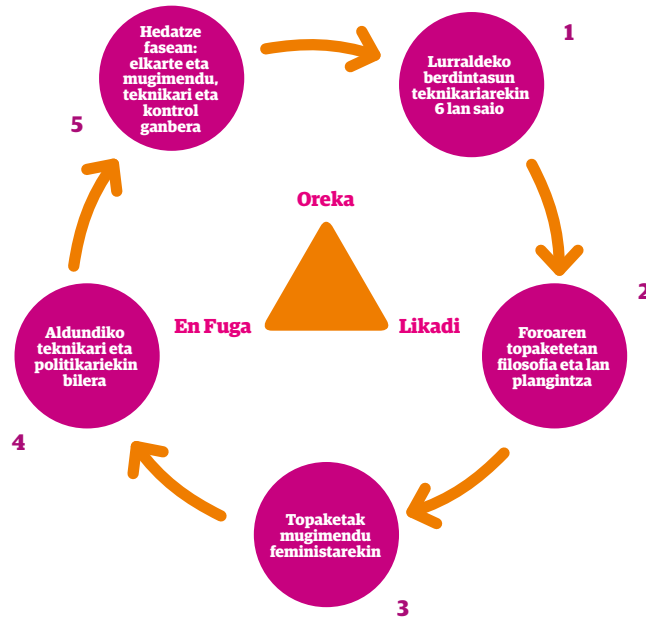 1
Lurraldeko
berdintasun
teknikariarekin
6 lan saio
2
Foroaren
topaketetan
filosofia eta lan
plangintza
3
Topaketak
mugimendu
feministarekin
4
Aldundiko
teknikari eta
politikariekin
bilera
5
Hedatze
fasean:
elkarte eta
mugimendu,
teknikari eta
kontrol
ganbera
Oreka
En Fuga
Likadi